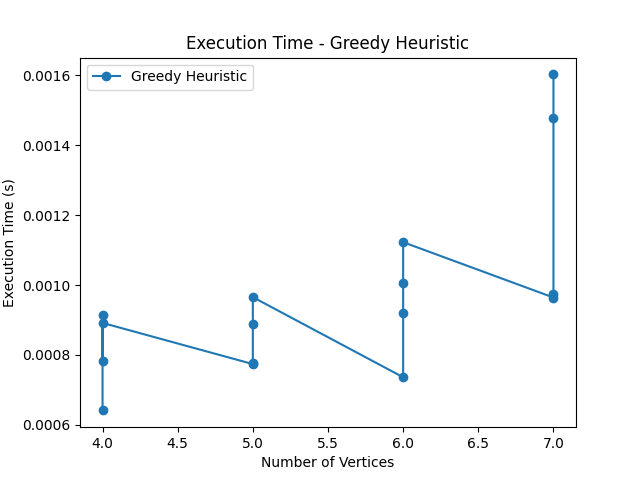 Execution Time - Greedy Heuristic
Greedy Heuristic
Execution Time (s)
0.0016
0.0014
0.0012
0.0010
0.0008
0.0006
4.0 4.5 5.0 5.5 6.0 6.5 7.0
Number of Vertices